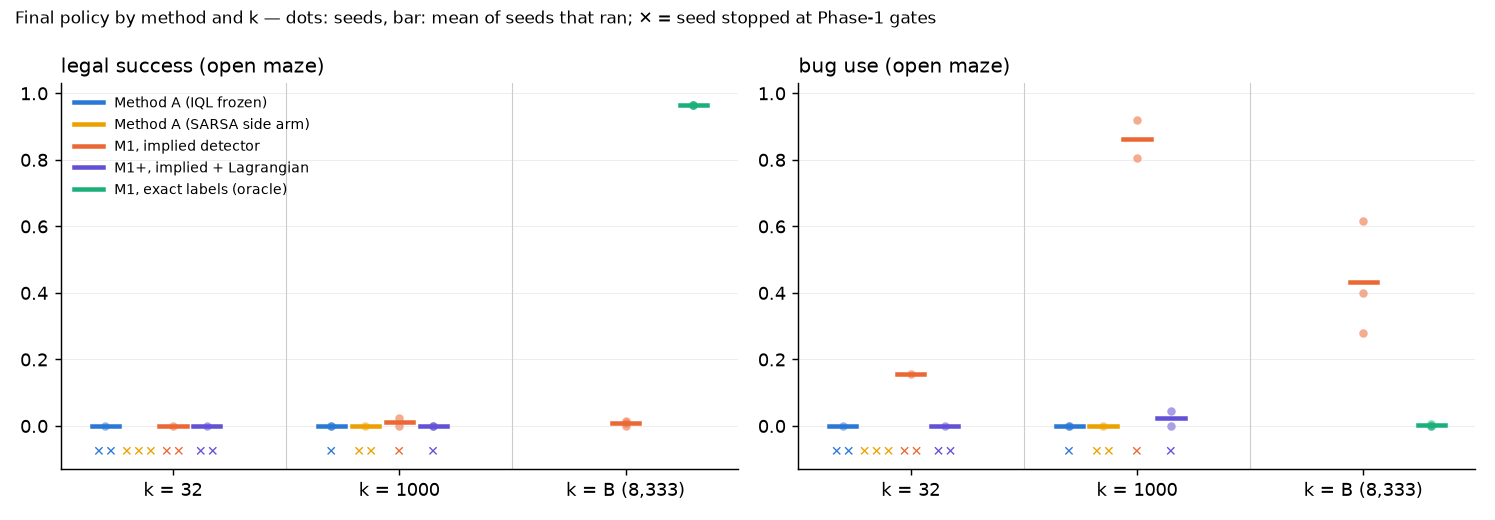 Final policy by method and k — dots: seeds, bar: mean of seeds that ran; × = seed stopped at Phase-1 gates
legal success (open maze)
1.0
0.8
0.6
0.4
0.2
0.0
Method A (IQL frozen)
Method A (SARSA side arm)
M1, implied detector
M1+, implied + Lagrangian
M1, exact labels (oracle)
k = 32
k = 1000
k = B (8,333)
bug use (open maze)
1.0
0.8
0.6
0.4
0.2
0.0
k = 32
k = 1000
k = B (8,333)